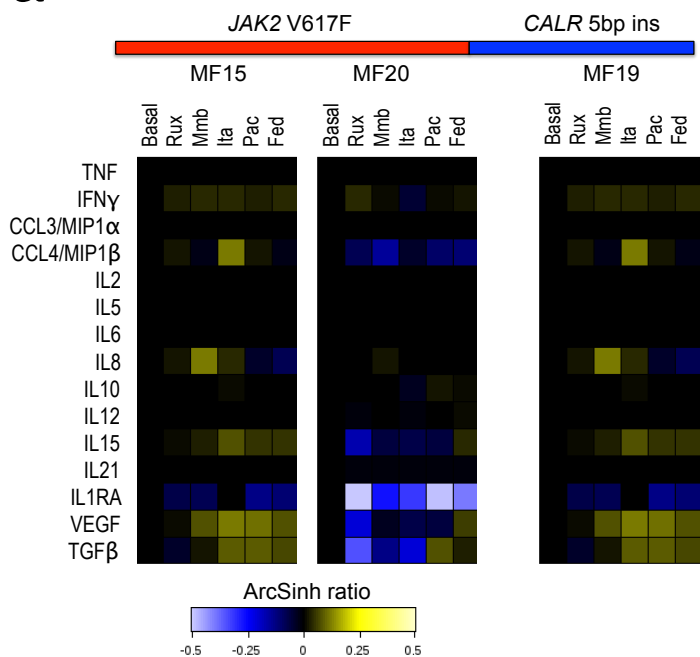 JAK2 V617F CALR 5bp ins
MF15 MF20 MF19
Basal Rux Mmb Ita Pac Fed Basal Rux Mmb Ita Pac Fed Basal Rux Mmb Ita Pac Fed
TNF
IFNγ
CCL3/MIP1α
CCL4/MIP1β
IL2
IL5
IL6
IL8
IL10
IL12
IL15
IL21
IL1RA
VEGF
TGFβ
ArcSinh ratio
-0.5 -0.25 0 0.25 0.5